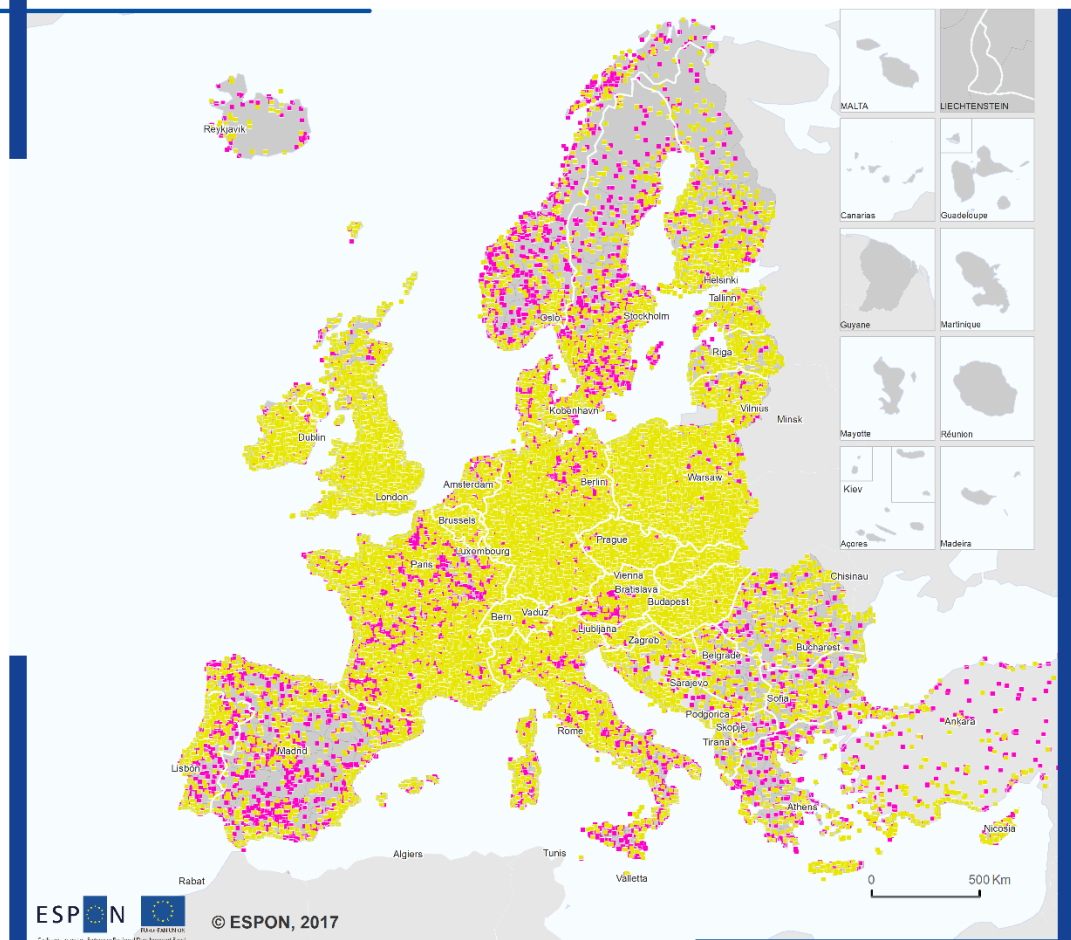 MALTA
LIECHTENSTEIN
Reykjavik
Canarias
Guadeloupe
Guyane
Martinique
Helsinki
Tallinn
Oslo
Stockholm
Riga
Mayotte
Réunion
København
Vilnius
Minsk
Dublin
Berlin
Warsaw
Amsterdam
London
Kiev
Brussels
Prague
Açores
Madeira
Luxembourg
Paris
Chisinau
Vienna
Bratislava
Budapest
Vaduz
Bern
Ljubljana
Zagreb
Bucharest
Belgrade
Sarajevo
Sofia
Podgorica
Ankara
Skopje
Rome
Tirana
Madrid
Lisbon
Athens
Nicosia
Algiers
Tunis
Valletta
Rabat
0 500 Km
ESPON
© ESPON, 2017